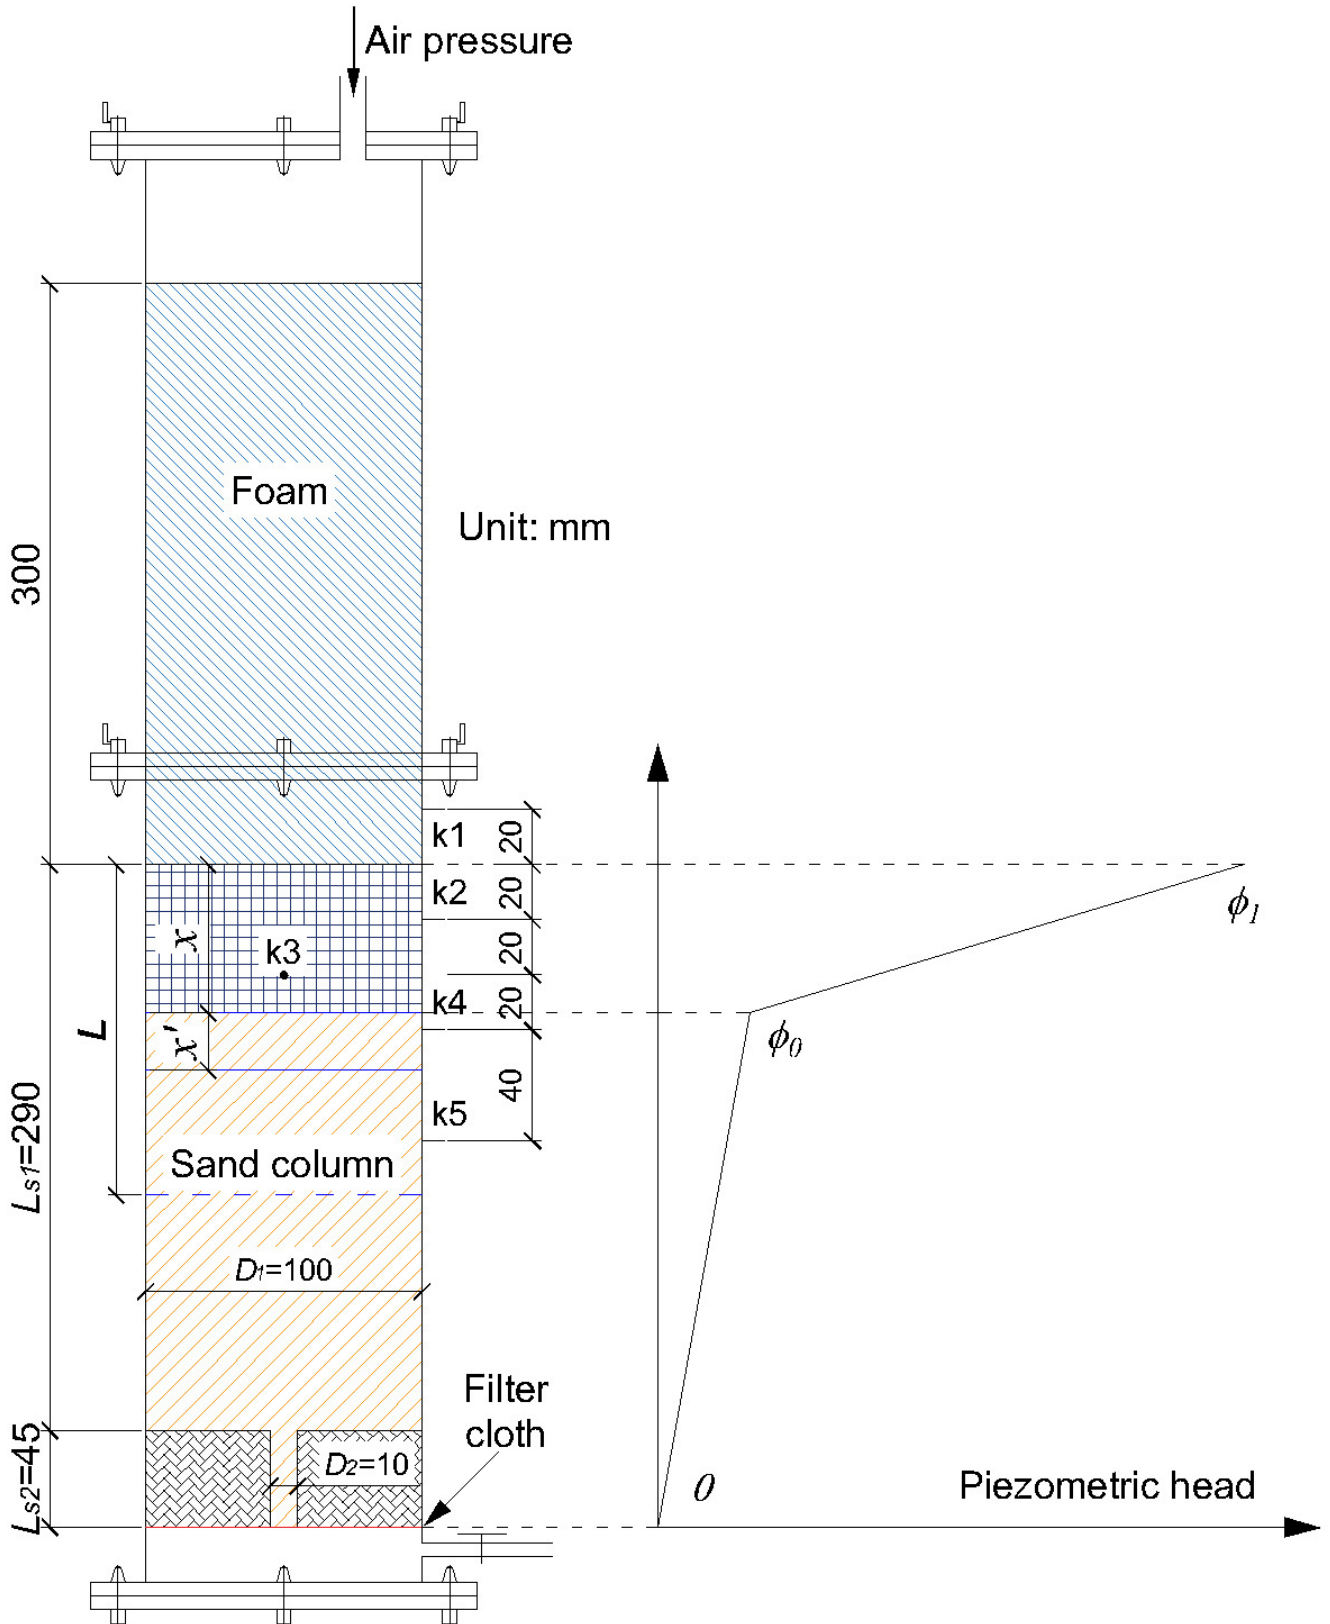 Air pressure
Foam
Unit: mm
300
k1
20
k2
20
x
k3
20
ϕ₁
k4
20
L
x'
ϕ₀
40
k5
Lₛ₁=290
Sand column
D₁=100
Filter
cloth
Lₛ₂=45
D₂=10
0
Piezometric head